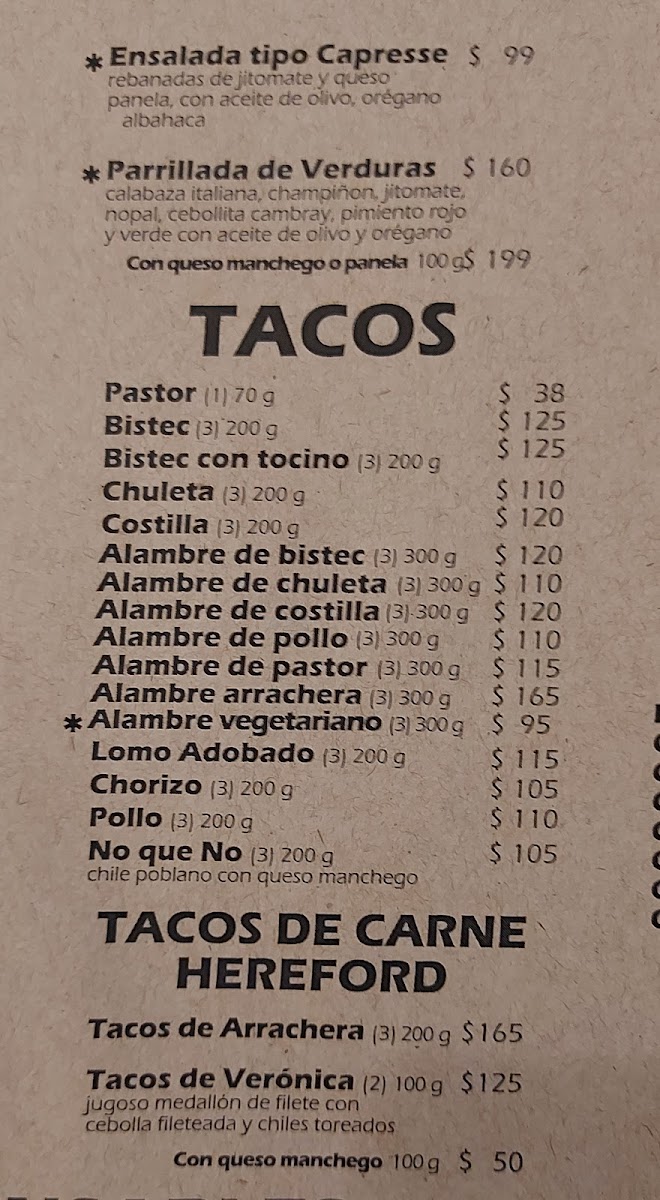 * Ensalada tipo Capresse $ 99
rebanadas de jitomate y queso
panela, con aceite de olivo, orégano
albahaca
* Parrillada de Verduras $ 160
calabaza italiana, champiñon, jitomate,
nopal, cebollita cambray, pimiento rojo
y verde con aceite de olivo y orégano
Con queso manchego o panela 100 g $ 199
TACOS
Pastor (1) 70 g $ 38
Bistec (3) 200 g $ 125
Bistec con tocino (3) 200 g $ 125
Chuleta (3) 200 g $ 110
Costilla (3) 200 g $ 120
Alambre de bistec (3) 300 g $ 120
Alambre de chuleta (3) 300 g $ 110
Alambre de costilla (3) 300 g $ 120
Alambre de pollo (3) 300 g $ 110
Alambre de pastor (3) 300 g $ 115
Alambre arrachera (3) 300 g $ 165
* Alambre vegetariano (3) 300 g $ 95
Lomo Adobado (3) 200 g $ 115
Chorizo (3) 200 g $ 105
Pollo (3) 200 g $ 110
No que No (3) 200 g $ 105
chile poblano con queso manchego
TACOS DE CARNE
HEREFORD
Tacos de Arrachera (3) 200 g $165
Tacos de Verónica (2) 100 g $125
jugoso medallón de filete con
cebolla fileteada y chiles toreados
Con queso manchego 100 g $ 50